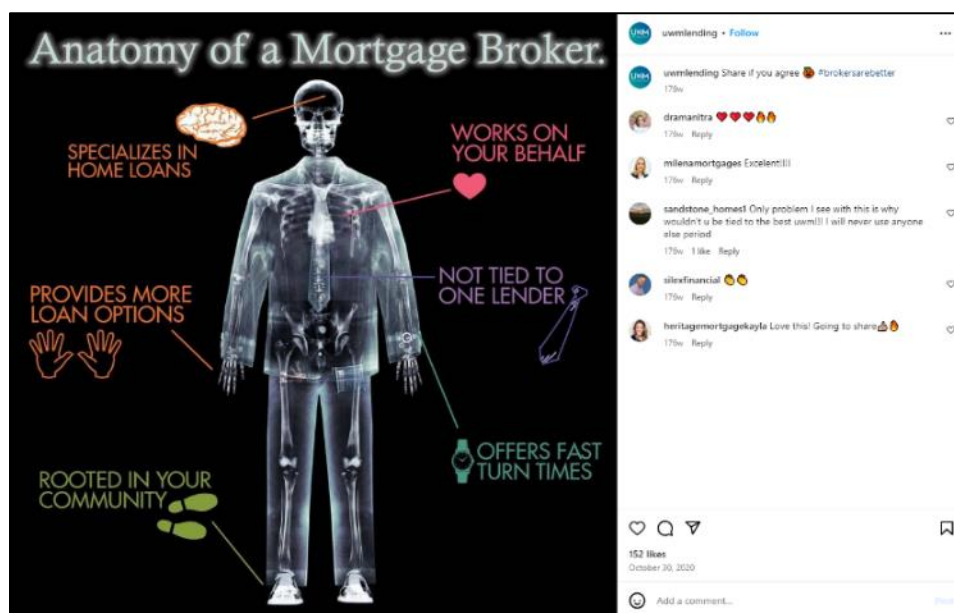 Anatomy of a Mortgage Broker.
SPECIALIZES IN
HOME LOANS
WORKS ON
YOUR BEHALF
NOT TIED TO
ONE LENDER
PROVIDES MORE
LOAN OPTIONS
OFFERS FAST
TURN TIMES
ROOTED IN YOUR
COMMUNITY
UWM
uwmlending • Follow
UWM
uwmlending Share if you agree #brokersarebetter
179w
dramanitra
179w Reply
milenamortgages Excelent!!!!
179w Reply
sandstone_homes1 Only problem I see with this is why
wouldn't u be tied to the best uwm!!! I will never use anyone
else period
179w 1 like Reply
silexfinancial
179w Reply
heritagemortgagekayla Love this! Going to share
179w Reply
152 likes
October 30, 2020
Add a comment...